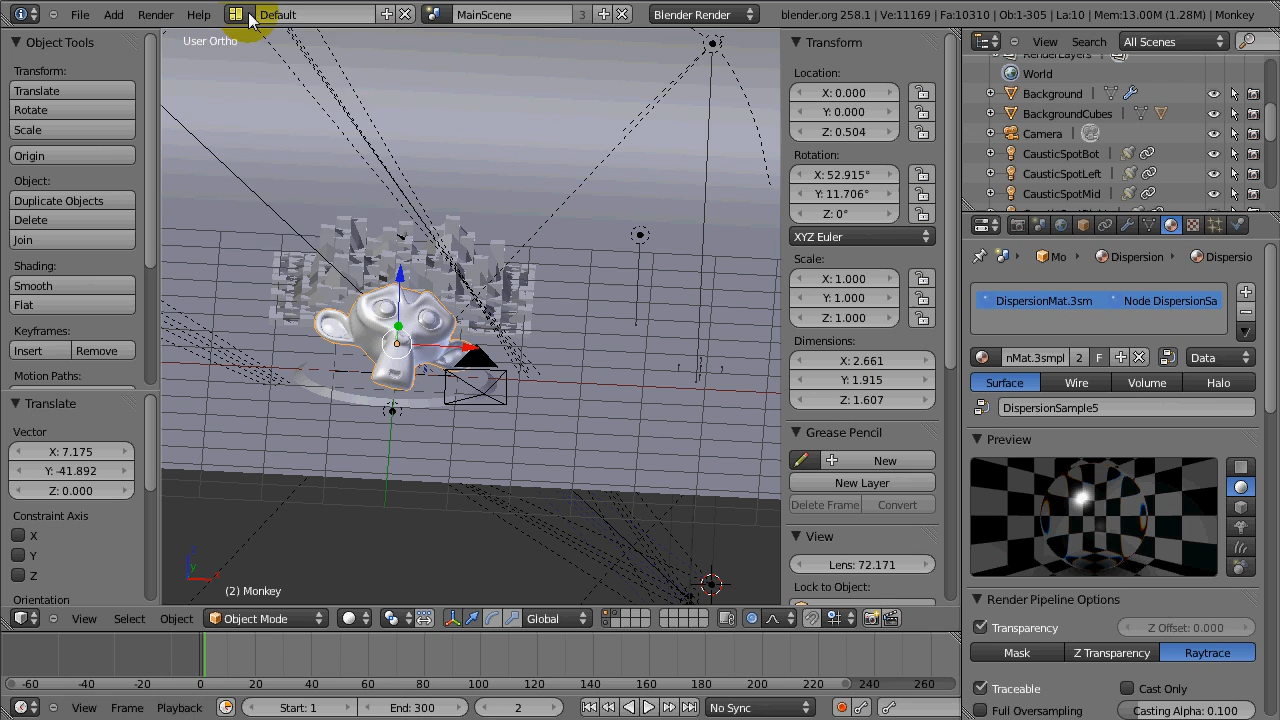 File Add Render Help Default MainScene 3 Blender Render blender.org 258.1 | Ve:11169 | Fa:10310 | Ob:1-305 | La:10 | Mem:13.00M (1.28M) | Monkey
Object Tools
Transform:
Translate
Rotate
Scale
Origin
Object:
Duplicate Objects
Delete
Join
Shading:
Smooth
Flat
Keyframes:
Insert Remove
Motion Paths:
Translate
Vector
X: 7.175
Y: -41.892
Z: 0.000
Constraint Axis
X
Y
Z
Orientation
User Ortho
(2) Monkey
Transform
Location:
X: 0.000
Y: 0.000
Z: 0.504
Rotation:
X: 52.915°
Y: 11.706°
Z: 0°
XYZ Euler
Scale:
X: 1.000
Y: 1.000
Z: 1.000
Dimensions:
X: 2.661
Y: 1.915
Z: 1.607
Grease Pencil
New
New Layer
Delete Frame Convert
View
Lens: 72.171
Lock to Object:
View Select Object Object Mode Global
-60 -40 -20 0 20 40 60 80 100 120 140 160 180 200 220 240 260
View Frame Playback Start: 1 End: 300 2 No Sync
View Search All Scenes
RenderLayers
World
Background
BackgroundCubes
Camera
CausticSpotBot
CausticSpotLeft
CausticSpotMid
Mo Dispersion Dispersio
DispersionMat.3sm Node DispersionSa
nMat.3smpl 2 F Data
Surface Wire Volume Halo
DispersionSample5
Preview
Render Pipeline Options
Transparency Z Offset: 0.000
Mask Z Transparency Raytrace
Traceable Cast Only
Full Oversampling Casting Alpha: 0.100